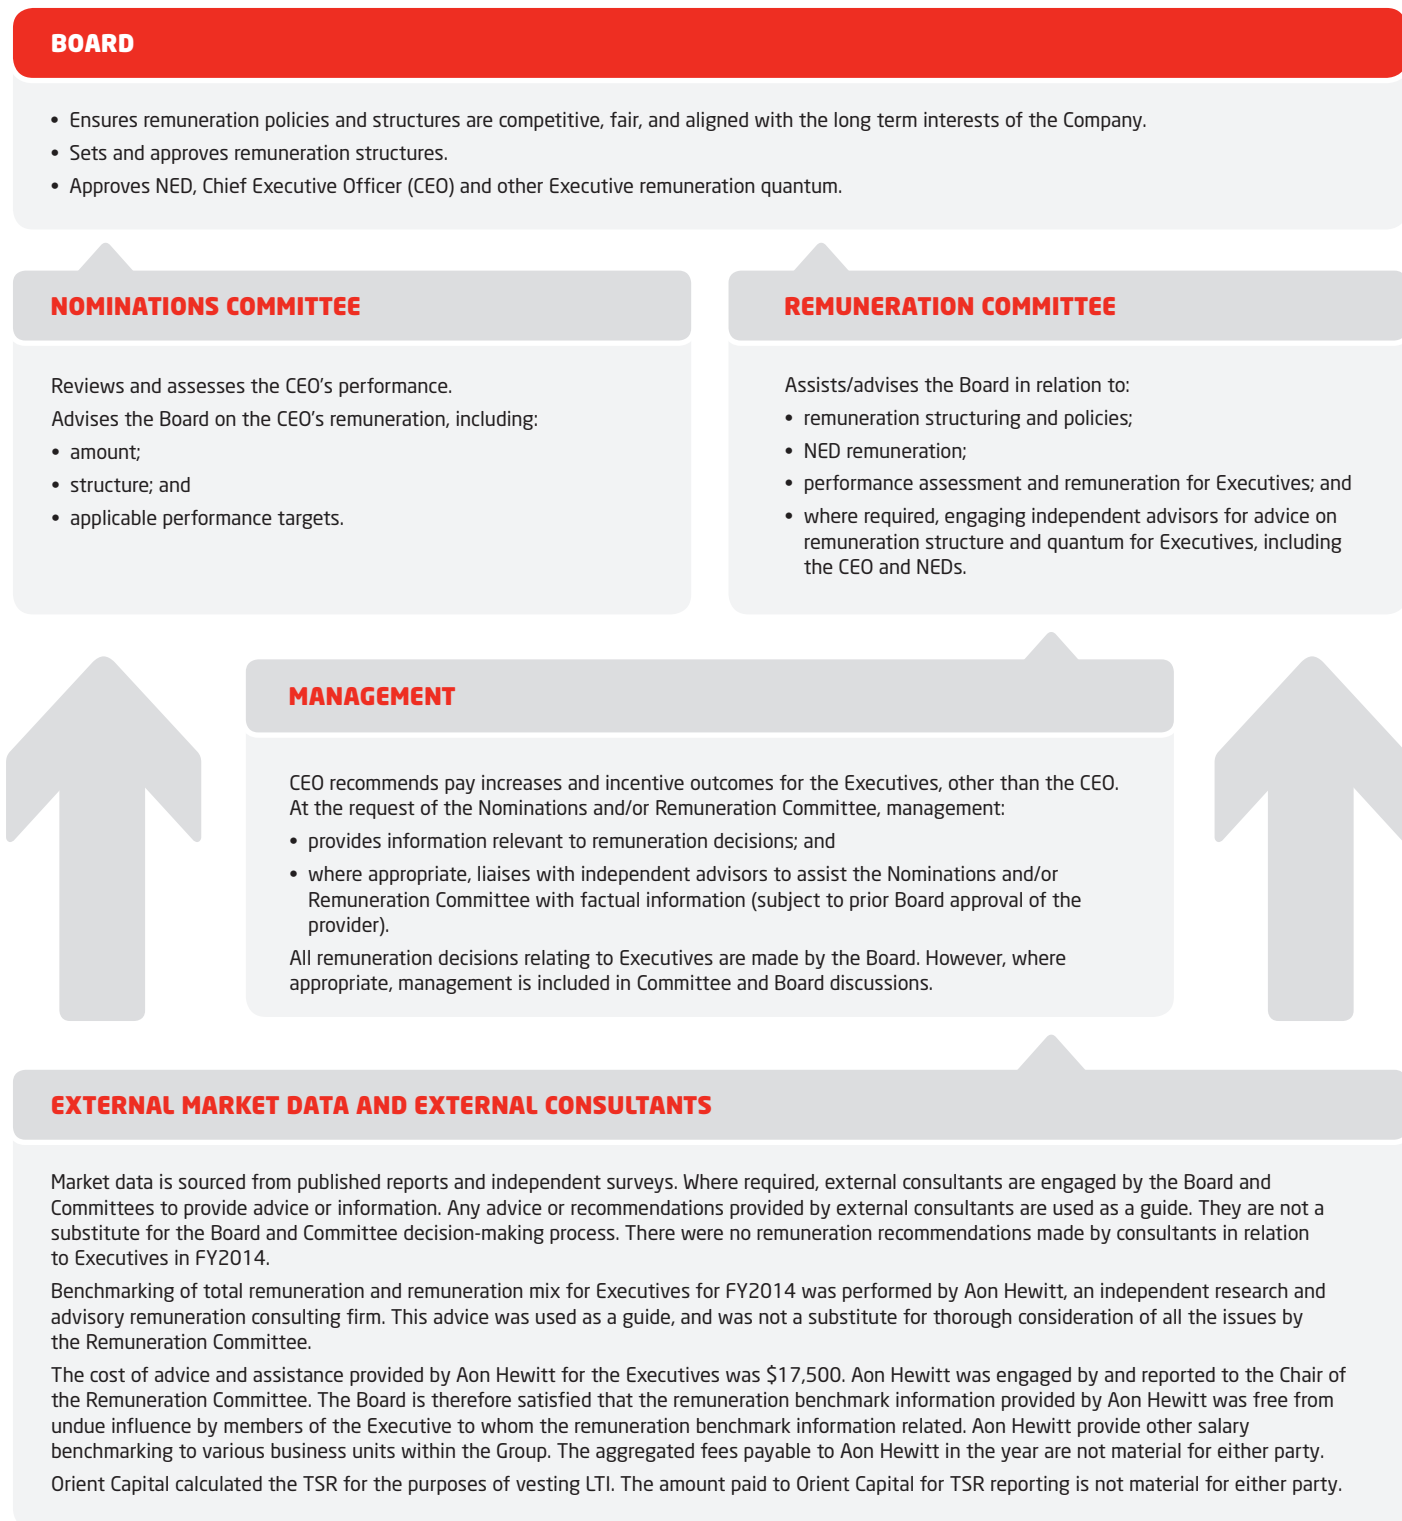 BOARD
• Ensures remuneration policies and structures are competitive, fair, and aligned with the long term interests of the Company.
• Sets and approves remuneration structures.
• Approves NED, Chief Executive Officer (CEO) and other Executive remuneration quantum.
NOMINATIONS COMMITTEE
Reviews and assesses the CEO's performance.
Advises the Board on the CEO's remuneration, including:
• amount;
• structure; and
• applicable performance targets.
REMUNERATION COMMITTEE
Assists/advises the Board in relation to:
• remuneration structuring and policies;
• NED remuneration;
• performance assessment and remuneration for Executives; and
• where required, engaging independent advisors for advice on
remuneration structure and quantum for Executives, including
the CEO and NEDs.
MANAGEMENT
CEO recommends pay increases and incentive outcomes for the Executives, other than the CEO.
At the request of the Nominations and/or Remuneration Committee, management:
• provides information relevant to remuneration decisions; and
• where appropriate, liaises with independent advisors to assist the Nominations and/or
Remuneration Committee with factual information (subject to prior Board approval of the
provider).
All remuneration decisions relating to Executives are made by the Board. However, where
appropriate, management is included in Committee and Board discussions.
EXTERNAL MARKET DATA AND EXTERNAL CONSULTANTS
Market data is sourced from published reports and independent surveys. Where required, external consultants are engaged by the Board and
Committees to provide advice or information. Any advice or recommendations provided by external consultants are used as a guide. They are not a
substitute for the Board and Committee decision-making process. There were no remuneration recommendations made by consultants in relation
to Executives in FY2014.
Benchmarking of total remuneration and remuneration mix for Executives for FY2014 was performed by Aon Hewitt, an independent research and
advisory remuneration consulting firm. This advice was used as a guide, and was not a substitute for thorough consideration of all the issues by
the Remuneration Committee.
The cost of advice and assistance provided by Aon Hewitt for the Executives was $17,500. Aon Hewitt was engaged by and reported to the Chair of
the Remuneration Committee. The Board is therefore satisfied that the remuneration benchmark information provided by Aon Hewitt was free from
undue influence by members of the Executive to whom the remuneration benchmark information related. Aon Hewitt provide other salary
benchmarking to various business units within the Group. The aggregated fees payable to Aon Hewitt in the year are not material for either party.
Orient Capital calculated the TSR for the purposes of vesting LTI. The amount paid to Orient Capital for TSR reporting is not material for either party.